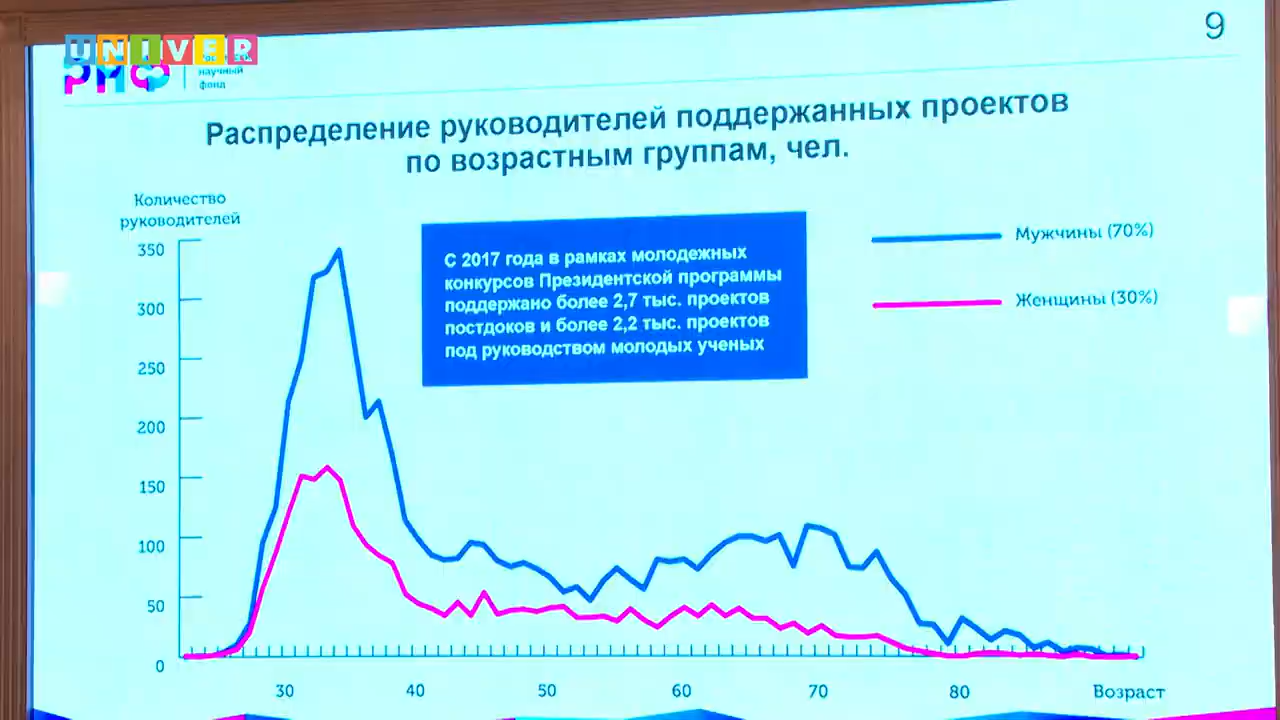 9
UNIVER
РНФ
научный
фонд
Распределение руководителей поддержанных проектов
по возрастным группам, чел.
Количество
руководителей
С 2017 года в рамках молодежных
конкурсов Президентской программы
поддержано более 2,7 тыс. проектов
постдоков и более 2,2 тыс. проектов
под руководством молодых ученых
Мужчины (70%)
Женщины (30%)
350
300
250
200
150
100
50
0
30 40 50 60 70 80 Возраст